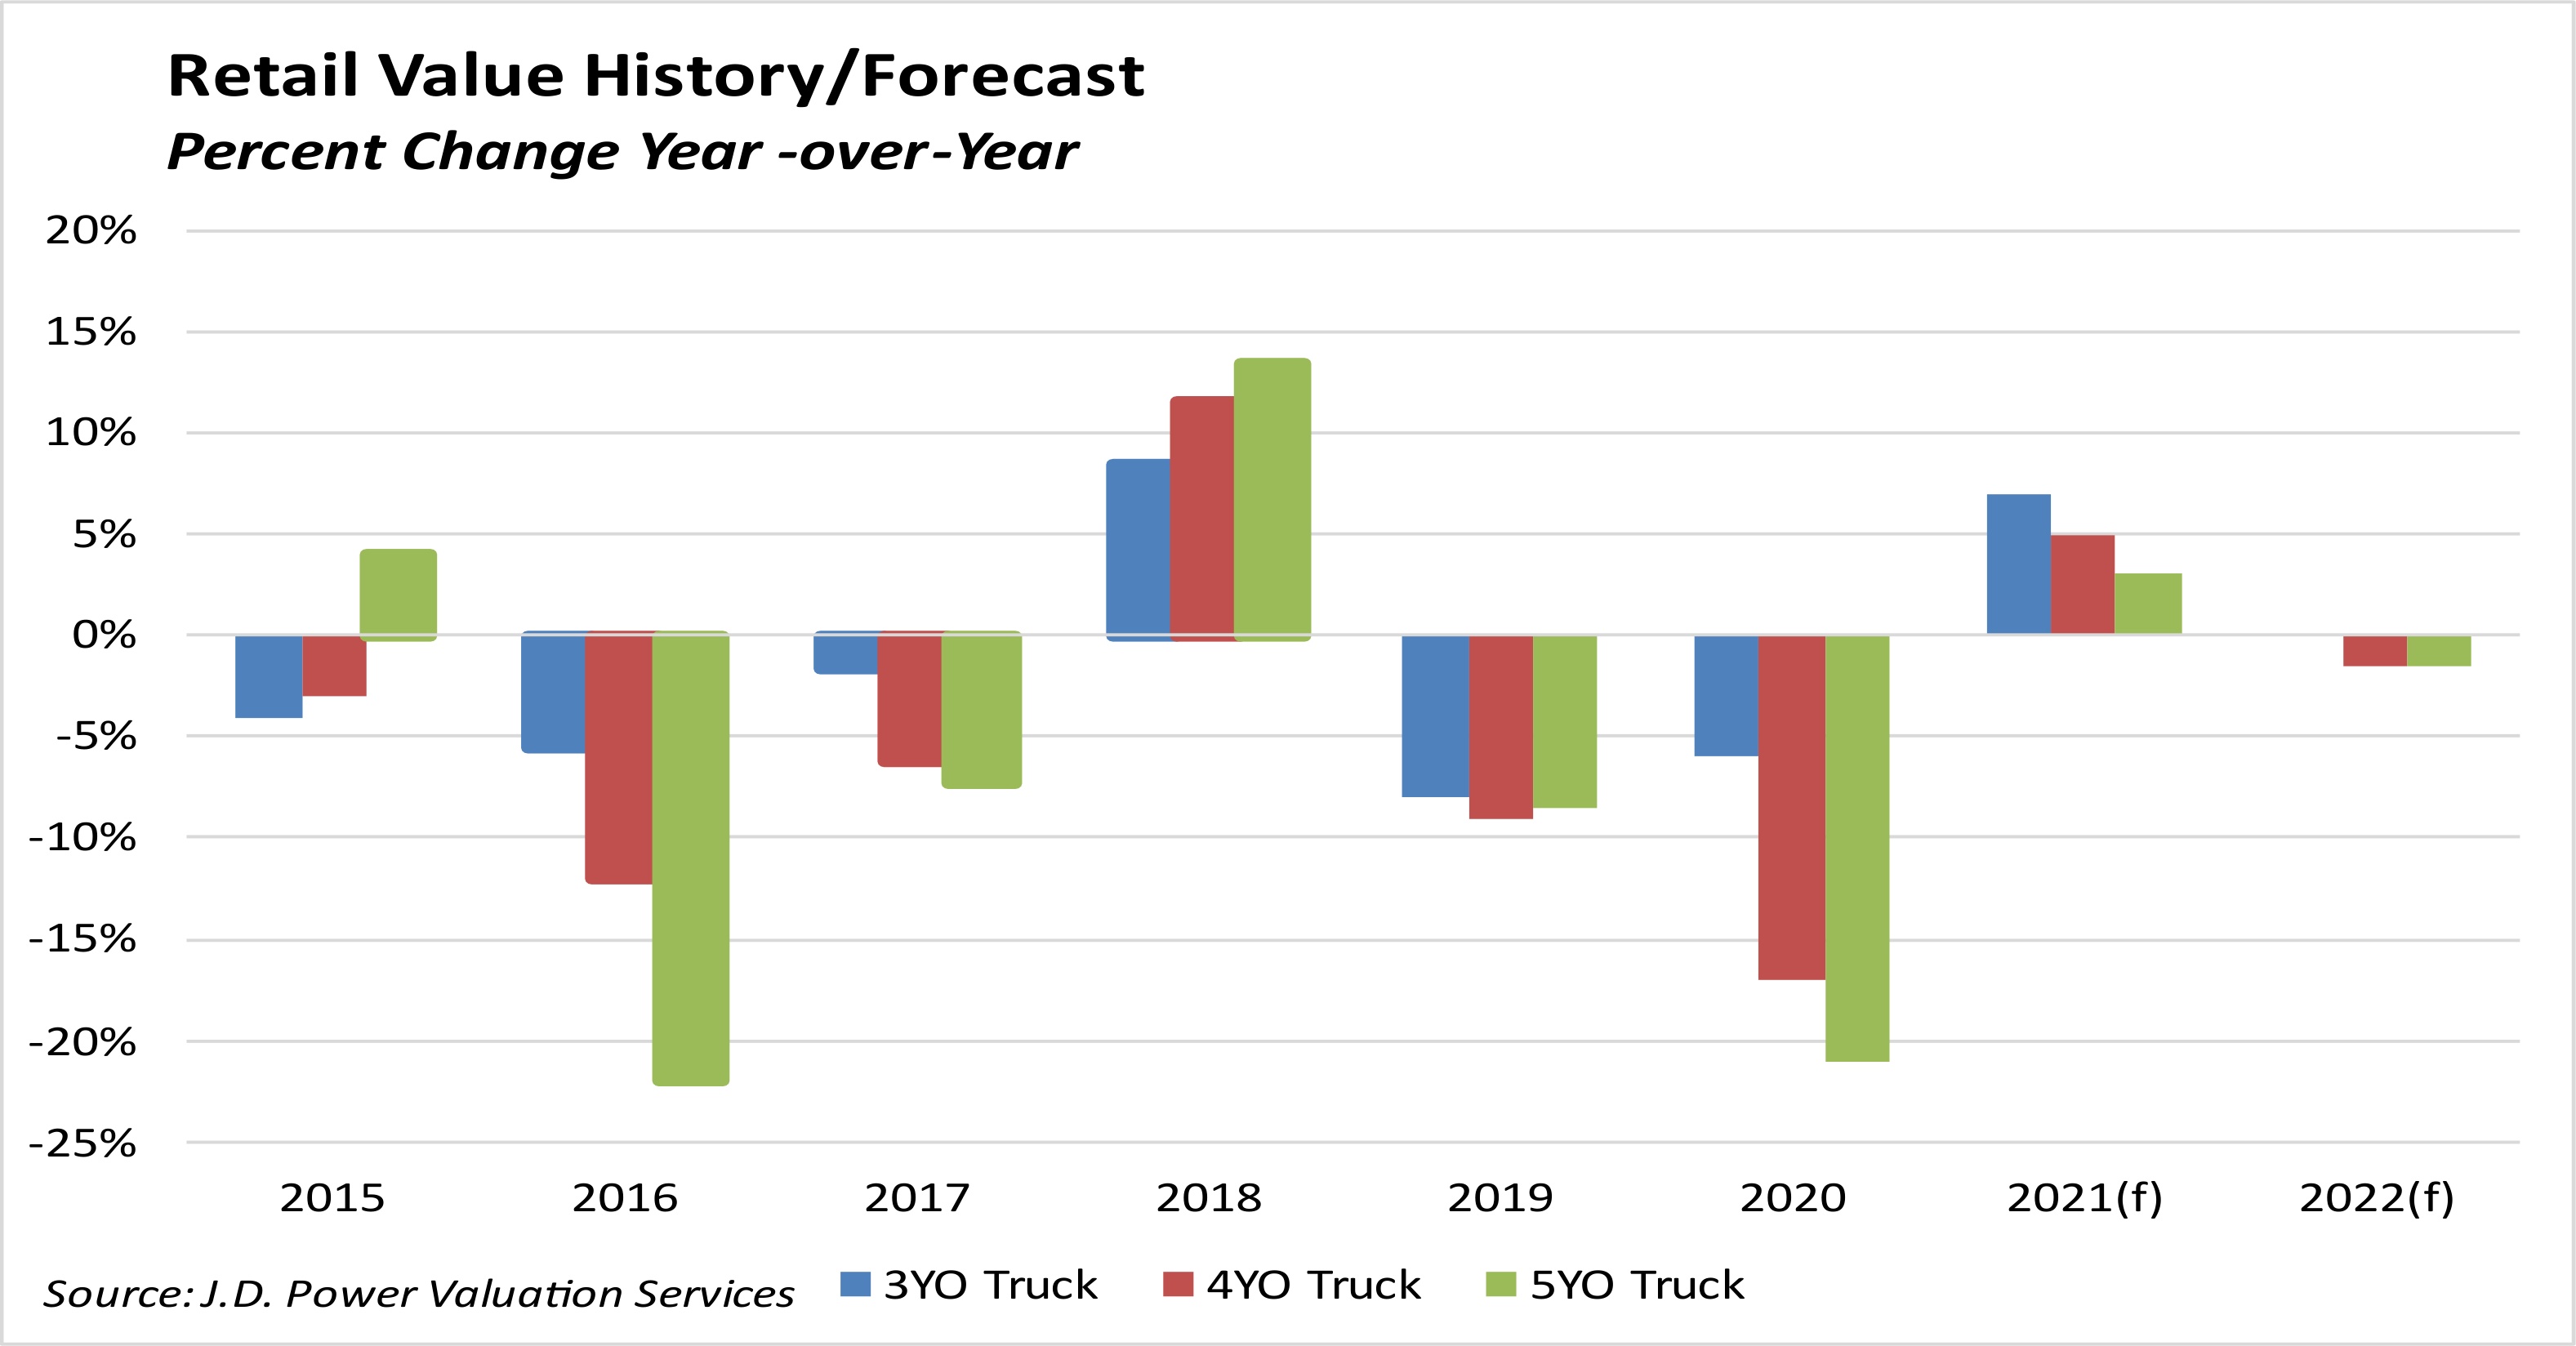 Retail Value History/Forecast
Percent Change Year -over-Year
20%
15%
10%
5%
0%
-5%
-10%
-15%
-20%
-25%
2015 2016 2017 2018 2019 2020 2021(f) 2022(f)
Source: J.D. Power Valuation Services 3YO Truck 4YO Truck 5YO Truck